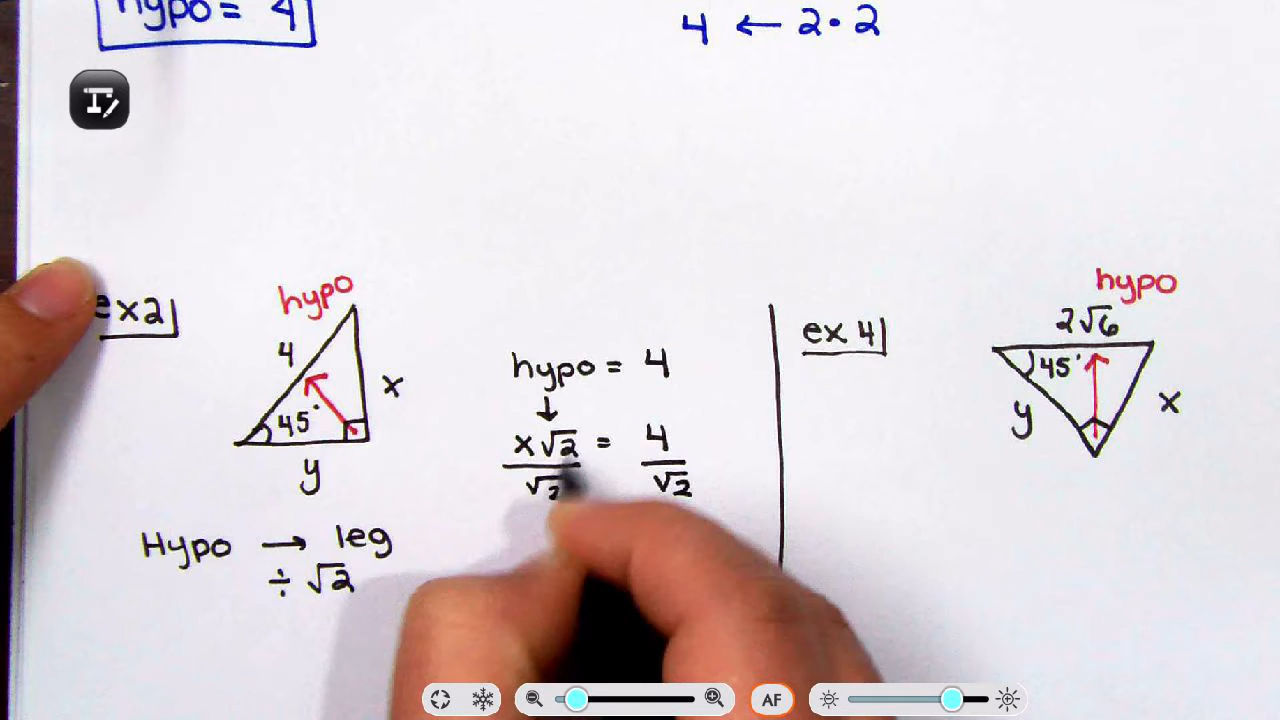 hypo = 4
4 ← 2 • 2
ex2
hypo
4
45°
x
y
Hypo → leg
÷ √2
hypo = 4
↓
x√2 = 4
√2 √2
ex 4
hypo
2√6
45°
y
x
AF